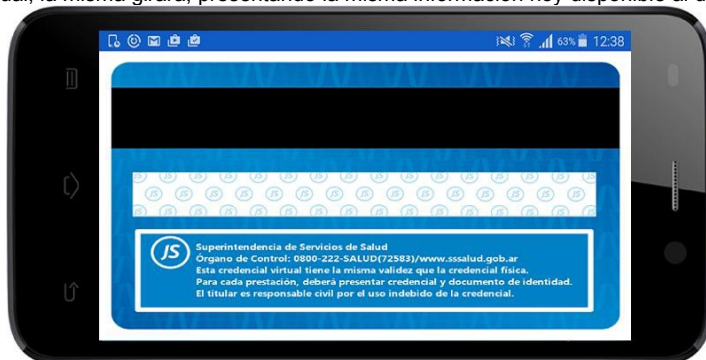 la misma girará, presentando la misma información hoy disponible al
63% 12:38
JS
Superintendencia de Servicios de Salud
Órgano de Control: 0800-222-SALUD(72583)/www.sssalud.gob.ar
Esta credencial virtual tiene la misma validez que la credencial física.
Para cada prestación, deberá presentar credencial y documento de identidad.
El titular es responsable civil por el uso indebido de la credencial.